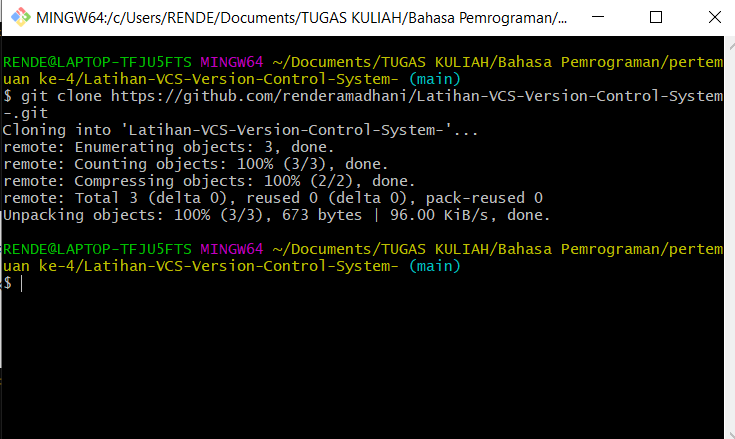 MINGW64:/c/Users/RENDE/Documents/TUGAS KULIAH/Bahasa Pemrograman/...
RENDE@LAPTOP-TFJU5FTS MINGW64 ~/Documents/TUGAS KULIAH/Bahasa Pemrograman/pertem
uan ke-4/Latihan-VCS-Version-Control-System- (main)
$ git clone https://github.com/renderamadhani/Latihan-VCS-Version-Control-System
-.git
Cloning into 'Latihan-VCS-Version-Control-System-'...
remote: Enumerating objects: 3, done.
remote: Counting objects: 100% (3/3), done.
remote: Compressing objects: 100% (2/2), done.
remote: Total 3 (delta 0), reused 0 (delta 0), pack-reused 0
Unpacking objects: 100% (3/3), 673 bytes | 96.00 KiB/s, done.
RENDE@LAPTOP-TFJU5FTS MINGW64 ~/Documents/TUGAS KULIAH/Bahasa Pemrograman/pertem
uan ke-4/Latihan-VCS-Version-Control-System- (main)
$